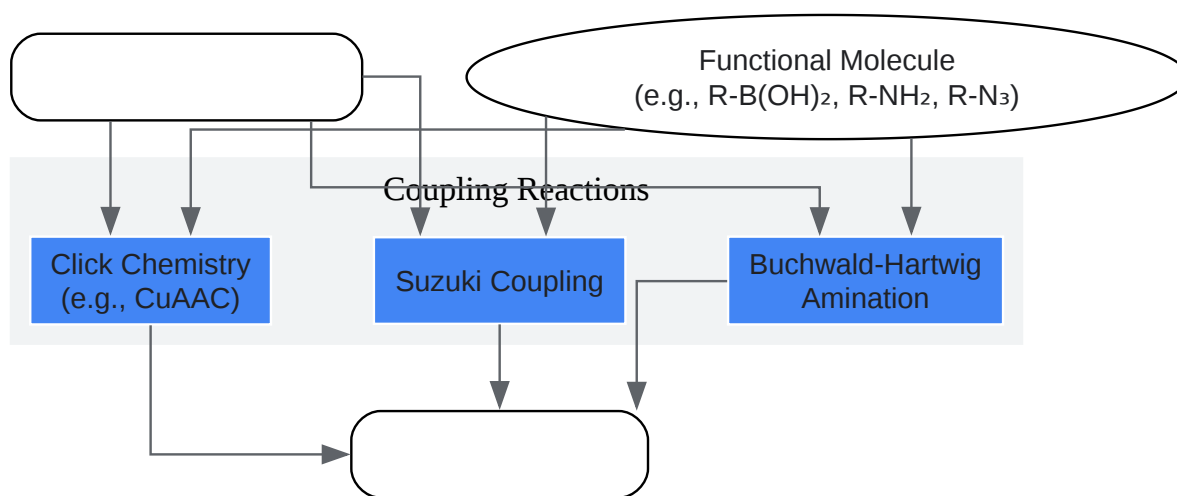 Functional Molecule
(e.g., R-B(OH)₂, R-NH₂, R-N₃)
Coupling Reactions
Click Chemistry
(e.g., CuAAC)
Suzuki Coupling
Buchwald-Hartwig
Amination